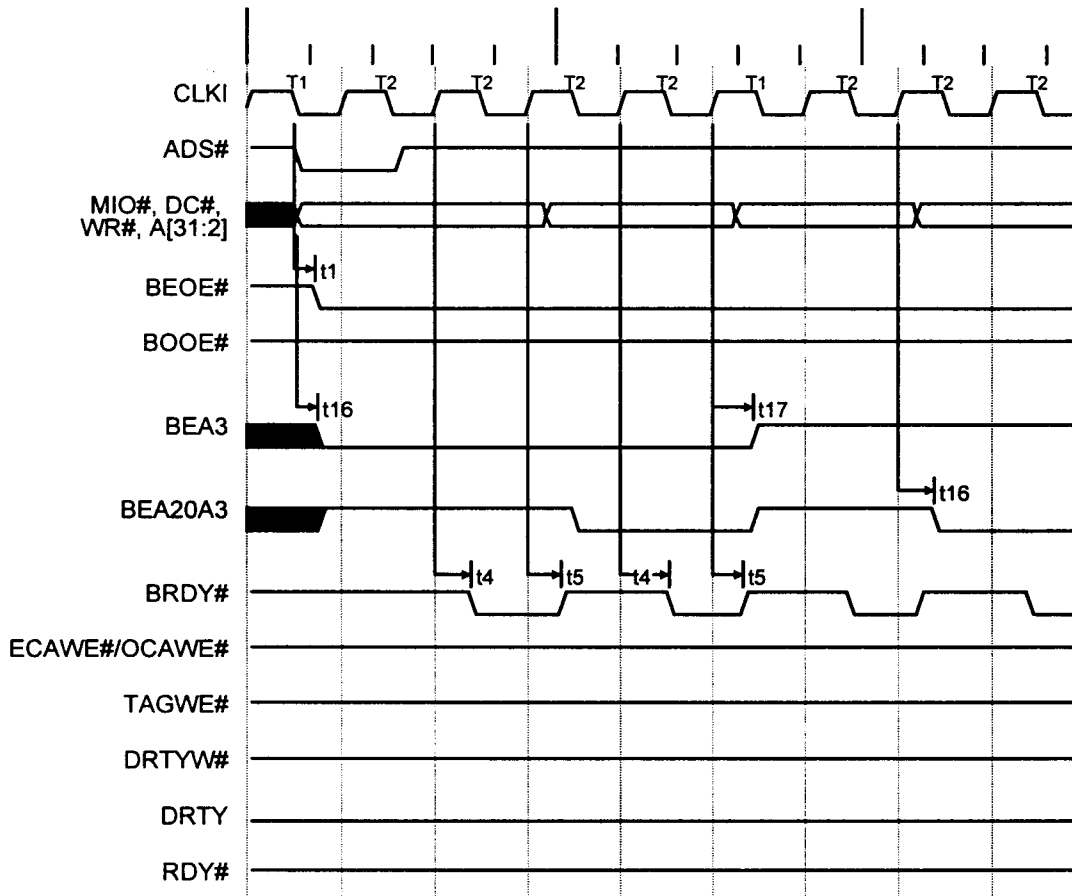 CLKI T1 T2 T2 T2 T2 T1 T2 T2 T2
ADS#
MIO#, DC#,
WR#, A[31:2]
t1
BEOE#
BOOE#
t16 t17
BEA3
t16
BEA20A3
t4 t5 t4 t5
BRDY#
ECAWE#/OCAWE#
TAGWE#
DRTYW#
DRTY
RDY#